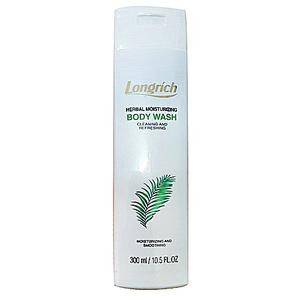 Longrich
HERBAL MOISTURIZING
BODY WASH
CLEANING AND
REFRESHING
MOISTURIZING AND
SMOOTHING
300 ml / 10.5 FL.OZ